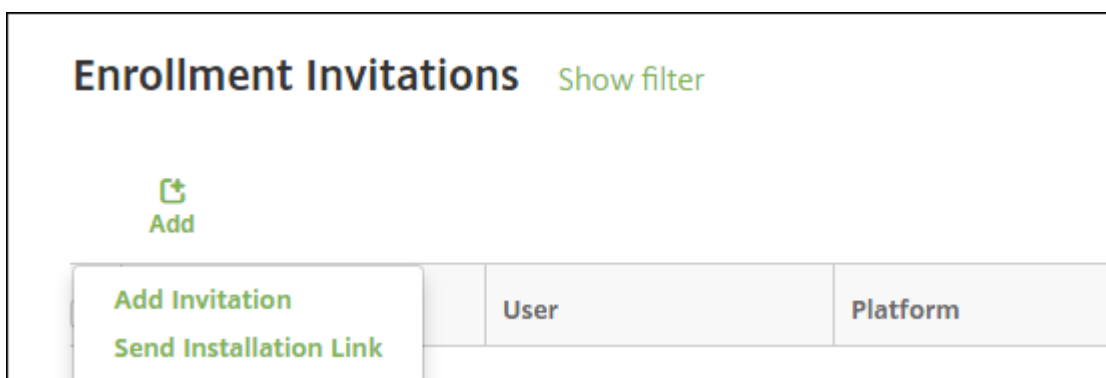 Enrollment Invitations Show filter
Add
Add Invitation
Send Installation Link
User Platform